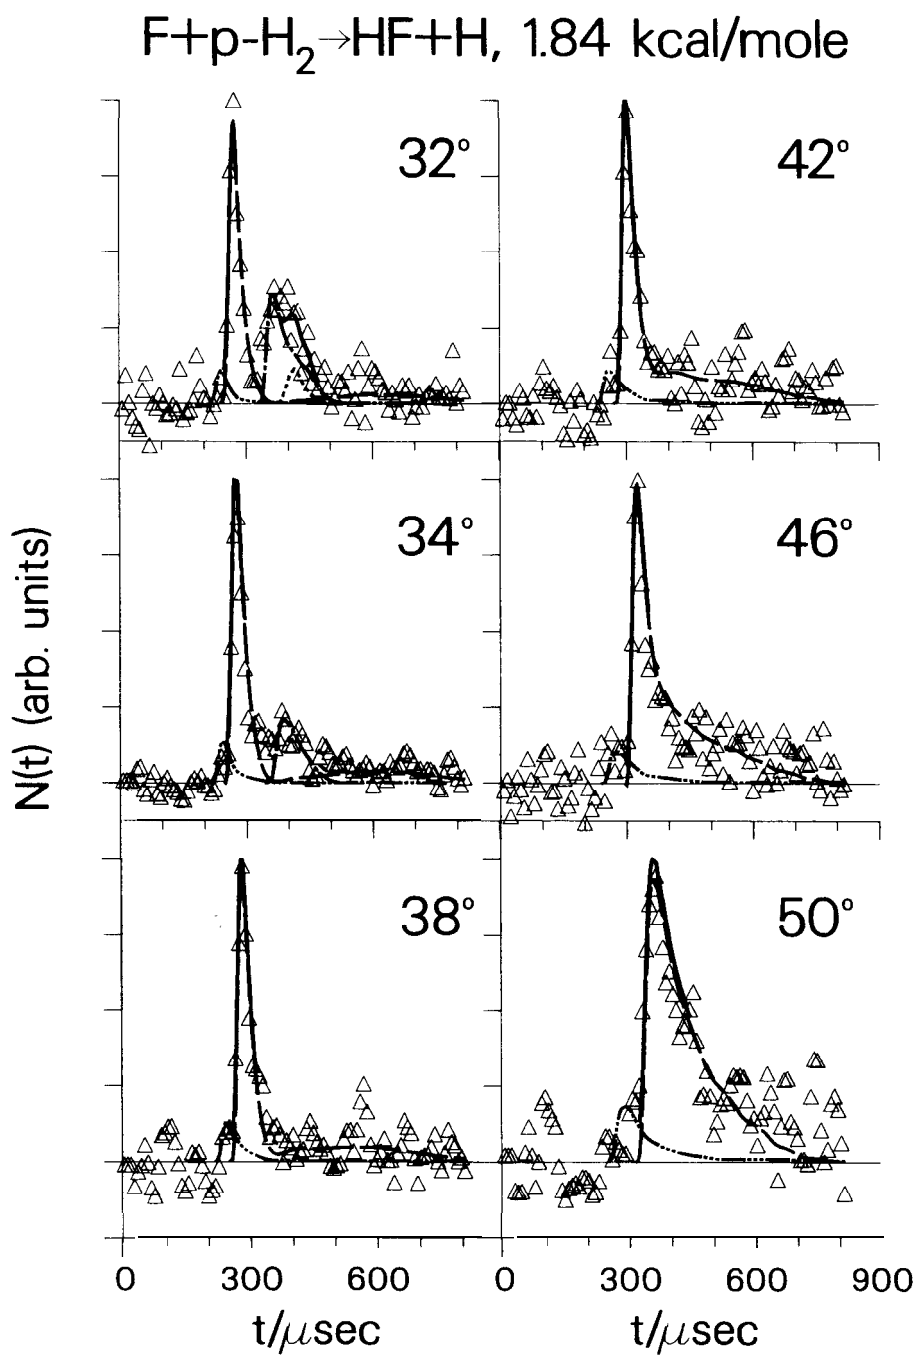 F+p-H₂→HF+H, 1.84 kcal/mole
32° 42°
34° 46°
38° 50°
N(t) (arb. units)
0 300 600 0 300 600 900
t/μsec t/μsec